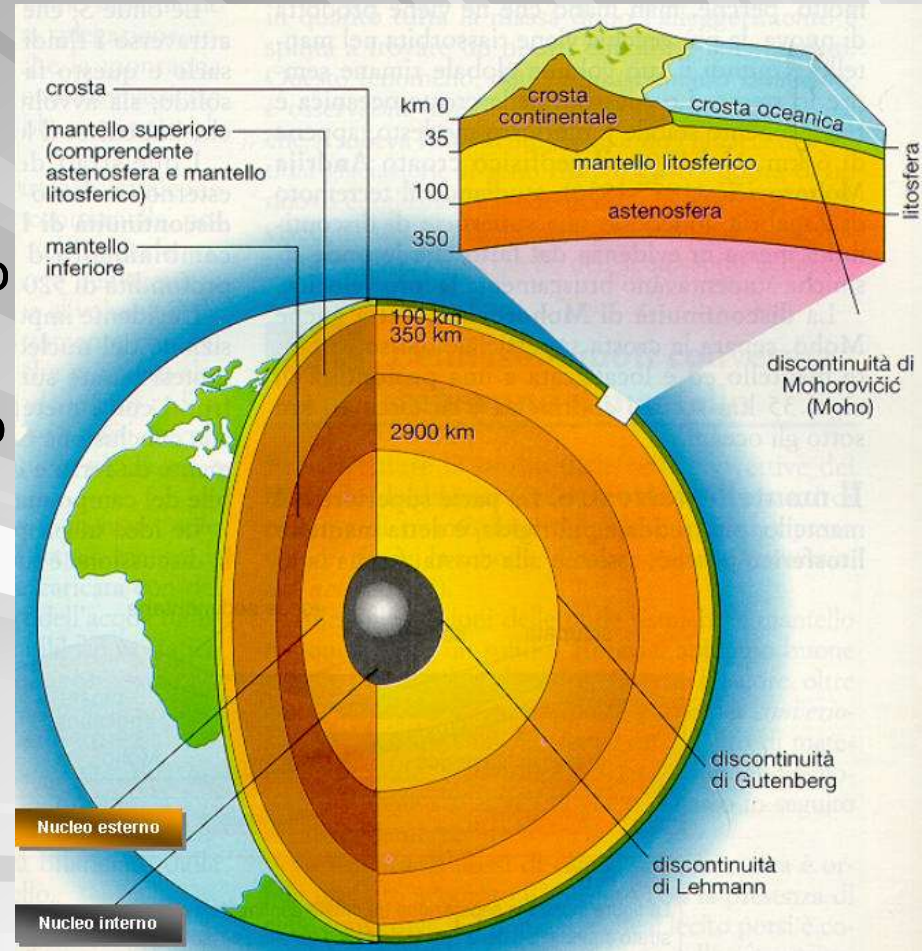 crosta
mantello superiore
(comprendente
astenosfera e mantello
litosferico)
mantello
inferiore
km 0
35
100
350
crosta
continentale
crosta oceanica
mantello litosferico
astenosfera
litosfera
discontinuità di
Mohorovičić
(Moho)
100 km
350 km
2900 km
discontinuità
di Gutenberg
discontinuità
di Lehmann
Nucleo esterno
Nucleo interno